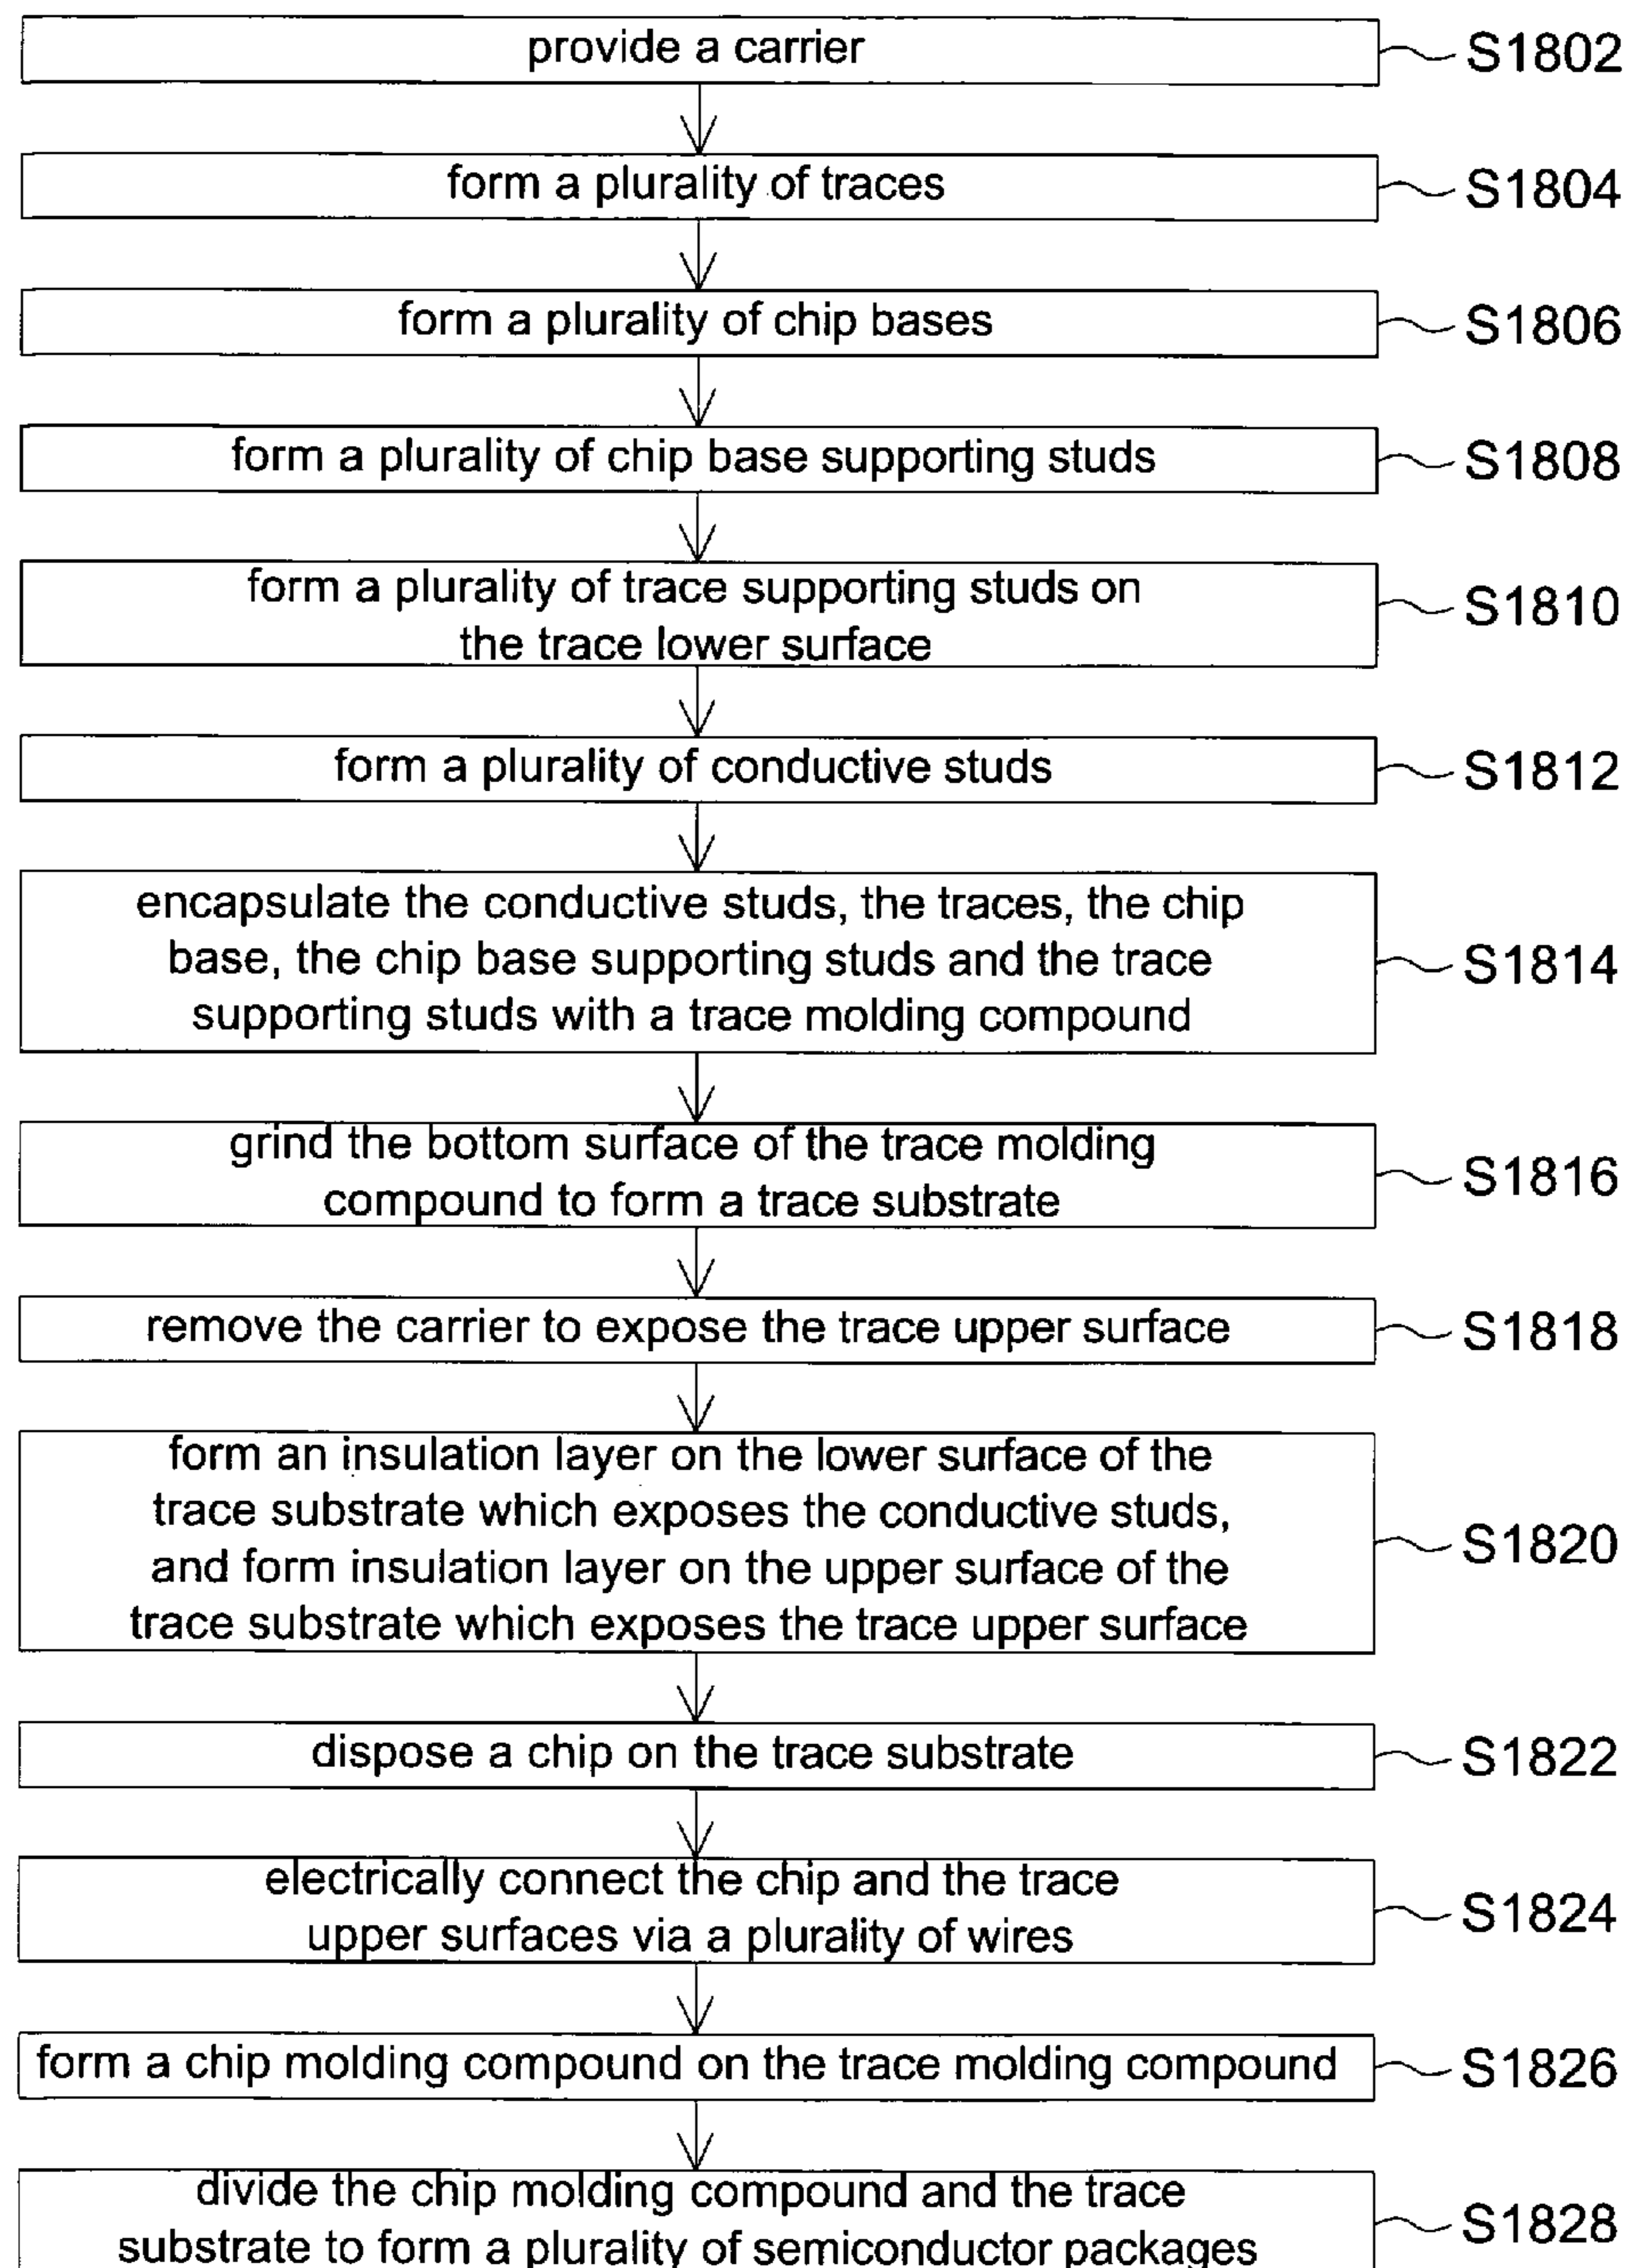 provide a carrier
S1802
form a plurality of traces
S1804
form a plurality of chip bases
S1806
form a plurality of chip base supporting studs
S1808
form a plurality of trace supporting studs on
the trace lower surface
S1810
form a plurality of conductive studs
S1812
encapsulate the conductive studs, the traces, the chip
base, the chip base supporting studs and the trace
supporting studs with a trace molding compound
S1814
grind the bottom surface of the trace molding
compound to form a trace substrate
S1816
remove the carrier to expose the trace upper surface
S1818
form an insulation layer on the lower surface of the
trace substrate which exposes the conductive studs,
and form insulation layer on the upper surface of the
trace substrate which exposes the trace upper surface
S1820
dispose a chip on the trace substrate
S1822
electrically connect the chip and the trace
upper surfaces via a plurality of wires
S1824
form a chip molding compound on the trace molding compound
S1826
divide the chip molding compound and the trace
substrate to form a plurality of semiconductor packages
S1828